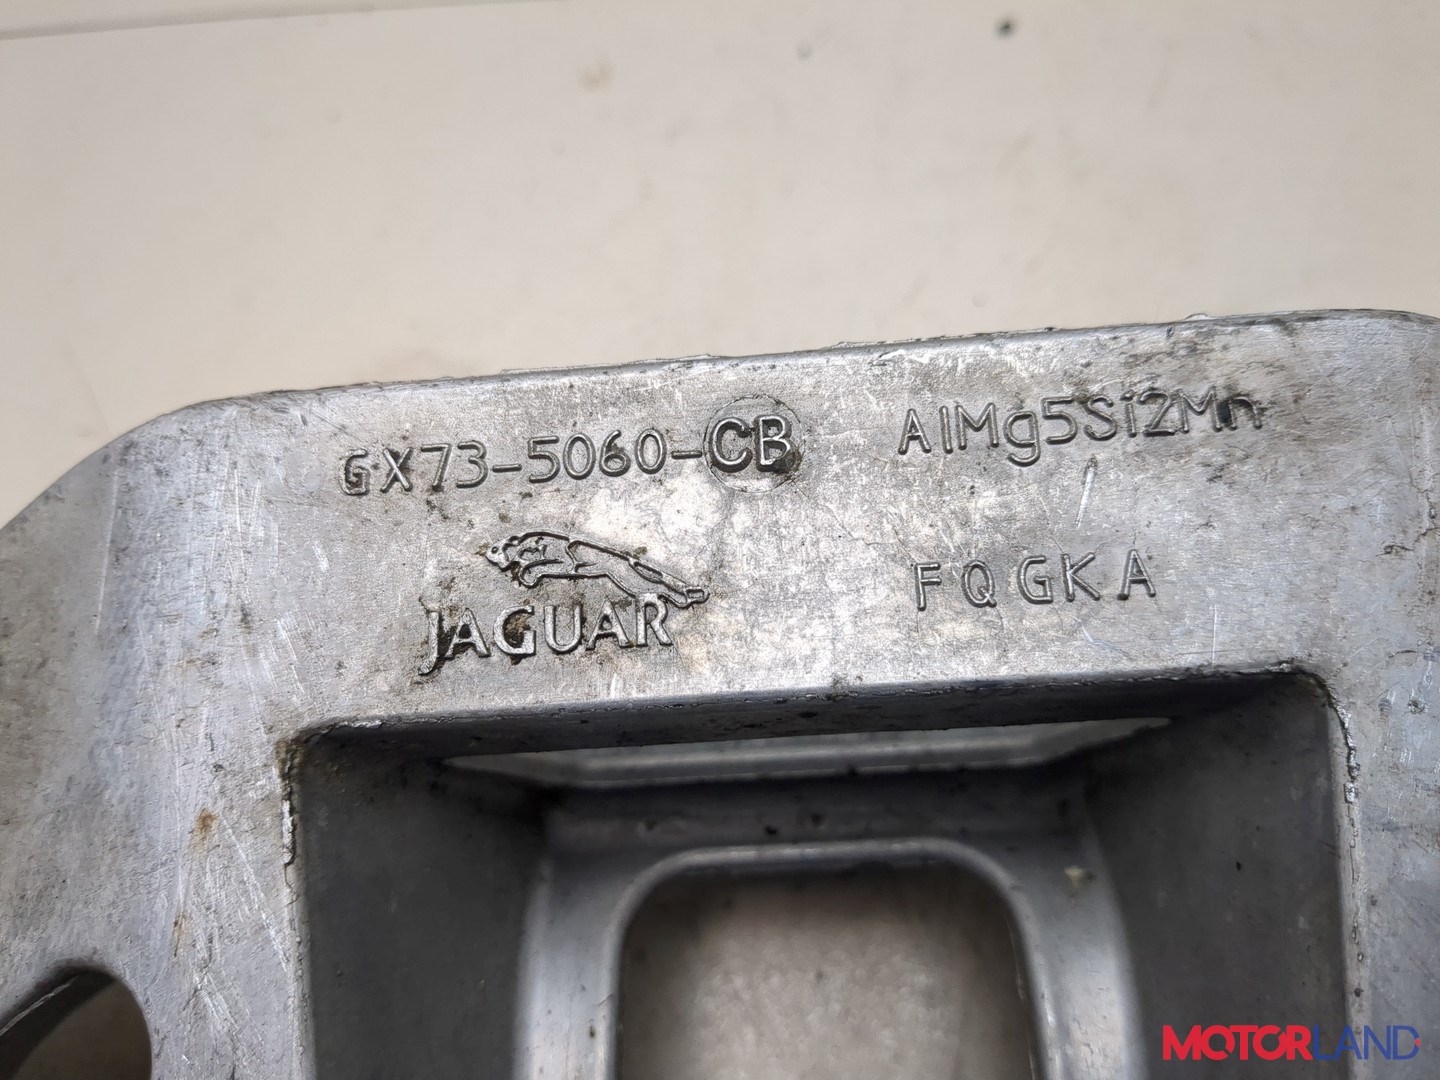 GX73-5060-CB AlMg5Si2Mn
JAGUAR FQGKA
MOTORLAND